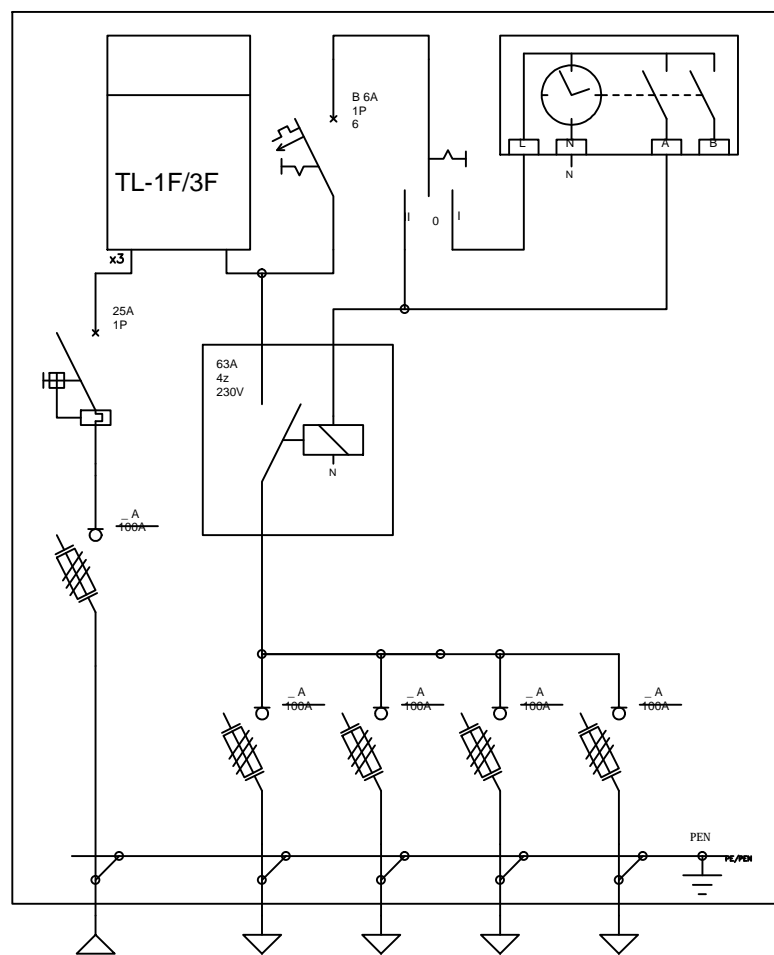 B 6A
1P
6
L
N
A
B
N
TL-1F/3F
II
0
I
x3
25A
1P
63A
4z
230V
N
_ A
100A
_ A
100A
_ A
100A
_ A
100A
_ A
100A
PEN
PE/PEN